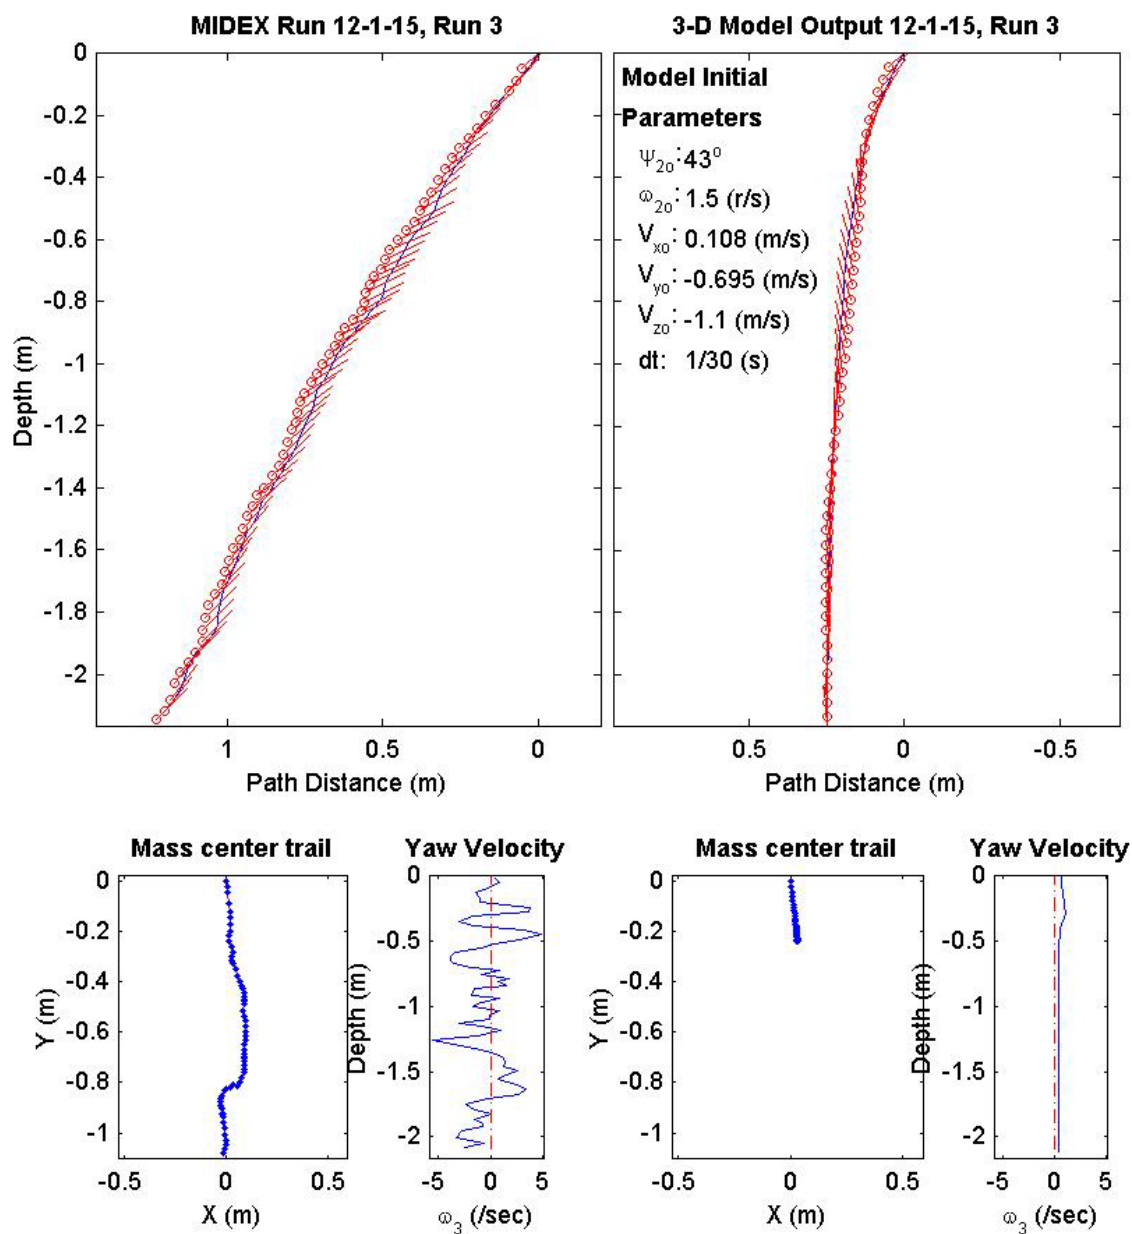 MIDEX Run 12-1-15, Run 3
3-D Model Output 12-1-15, Run 3
0
-0.2
-0.4
-0.6
-0.8
-1
-1.2
-1.4
-1.6
-1.8
-2
Depth (m)
1 0.5 0
Path Distance (m)
Model Initial
Parameters
Ψ2o: 43o
ω2o: 1.5 (r/s)
Vxo: 0.108 (m/s)
Vyo: -0.695 (m/s)
Vzo: -1.1 (m/s)
dt: 1/30 (s)
0.5 0 -0.5
Path Distance (m)
Mass center trail
0
-0.2
-0.4
-0.6
-0.8
-1
Y (m)
-0.5 0 0.5
X (m)
Yaw Velocity
0
-0.5
-1
-1.5
-2
Depth (m)
-5 0 5
ω3 (/sec)
Mass center trail
0
-0.2
-0.4
-0.6
-0.8
-1
Y (m)
-0.5 0 0.5
X (m)
Yaw Velocity
0
-0.5
-1
-1.5
-2
Depth (m)
-5 0 5
ω3 (/sec)